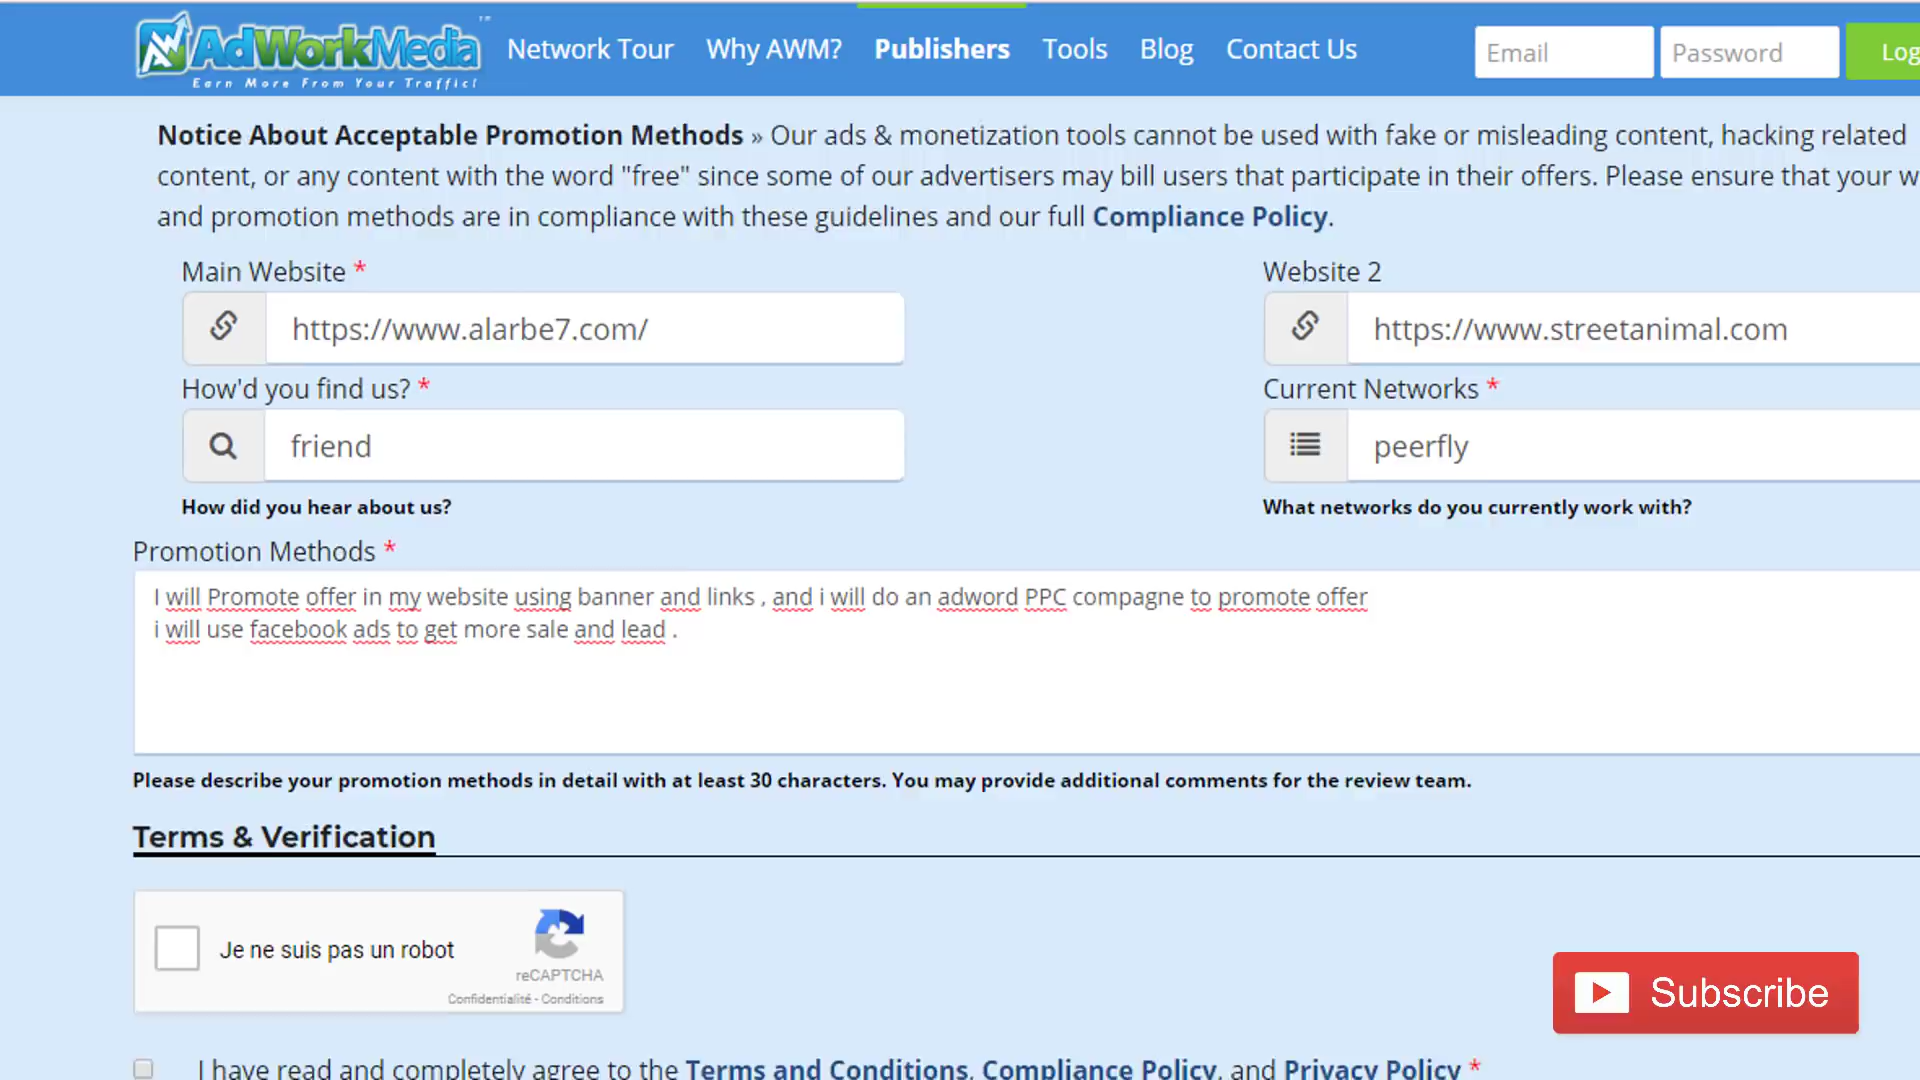 AdWorkMedia™
Earn More From Your Traffic!
Network Tour Why AWM? Publishers Tools Blog Contact Us Email Password Log
Notice About Acceptable Promotion Methods » Our ads & monetization tools cannot be used with fake or misleading content, hacking related
content, or any content with the word "free" since some of our advertisers may bill users that participate in their offers. Please ensure that your w
and promotion methods are in compliance with these guidelines and our full Compliance Policy.
Main Website * Website 2
https://www.alarbe7.com/ https://www.streetanimal.com
How'd you find us? * Current Networks *
friend peerfly
How did you hear about us? What networks do you currently work with?
Promotion Methods *
I will Promote offer in my website using banner and links , and i will do an adword PPC compagne to promote offer
i will use facebook ads to get more sale and lead .
Please describe your promotion methods in detail with at least 30 characters. You may provide additional comments for the review team.
Terms & Verification
Je ne suis pas un robot
reCAPTCHA
Confidentialité - Conditions
Subscribe
I have read and completely agree to the Terms and Conditions, Compliance Policy, and Privacy Policy *